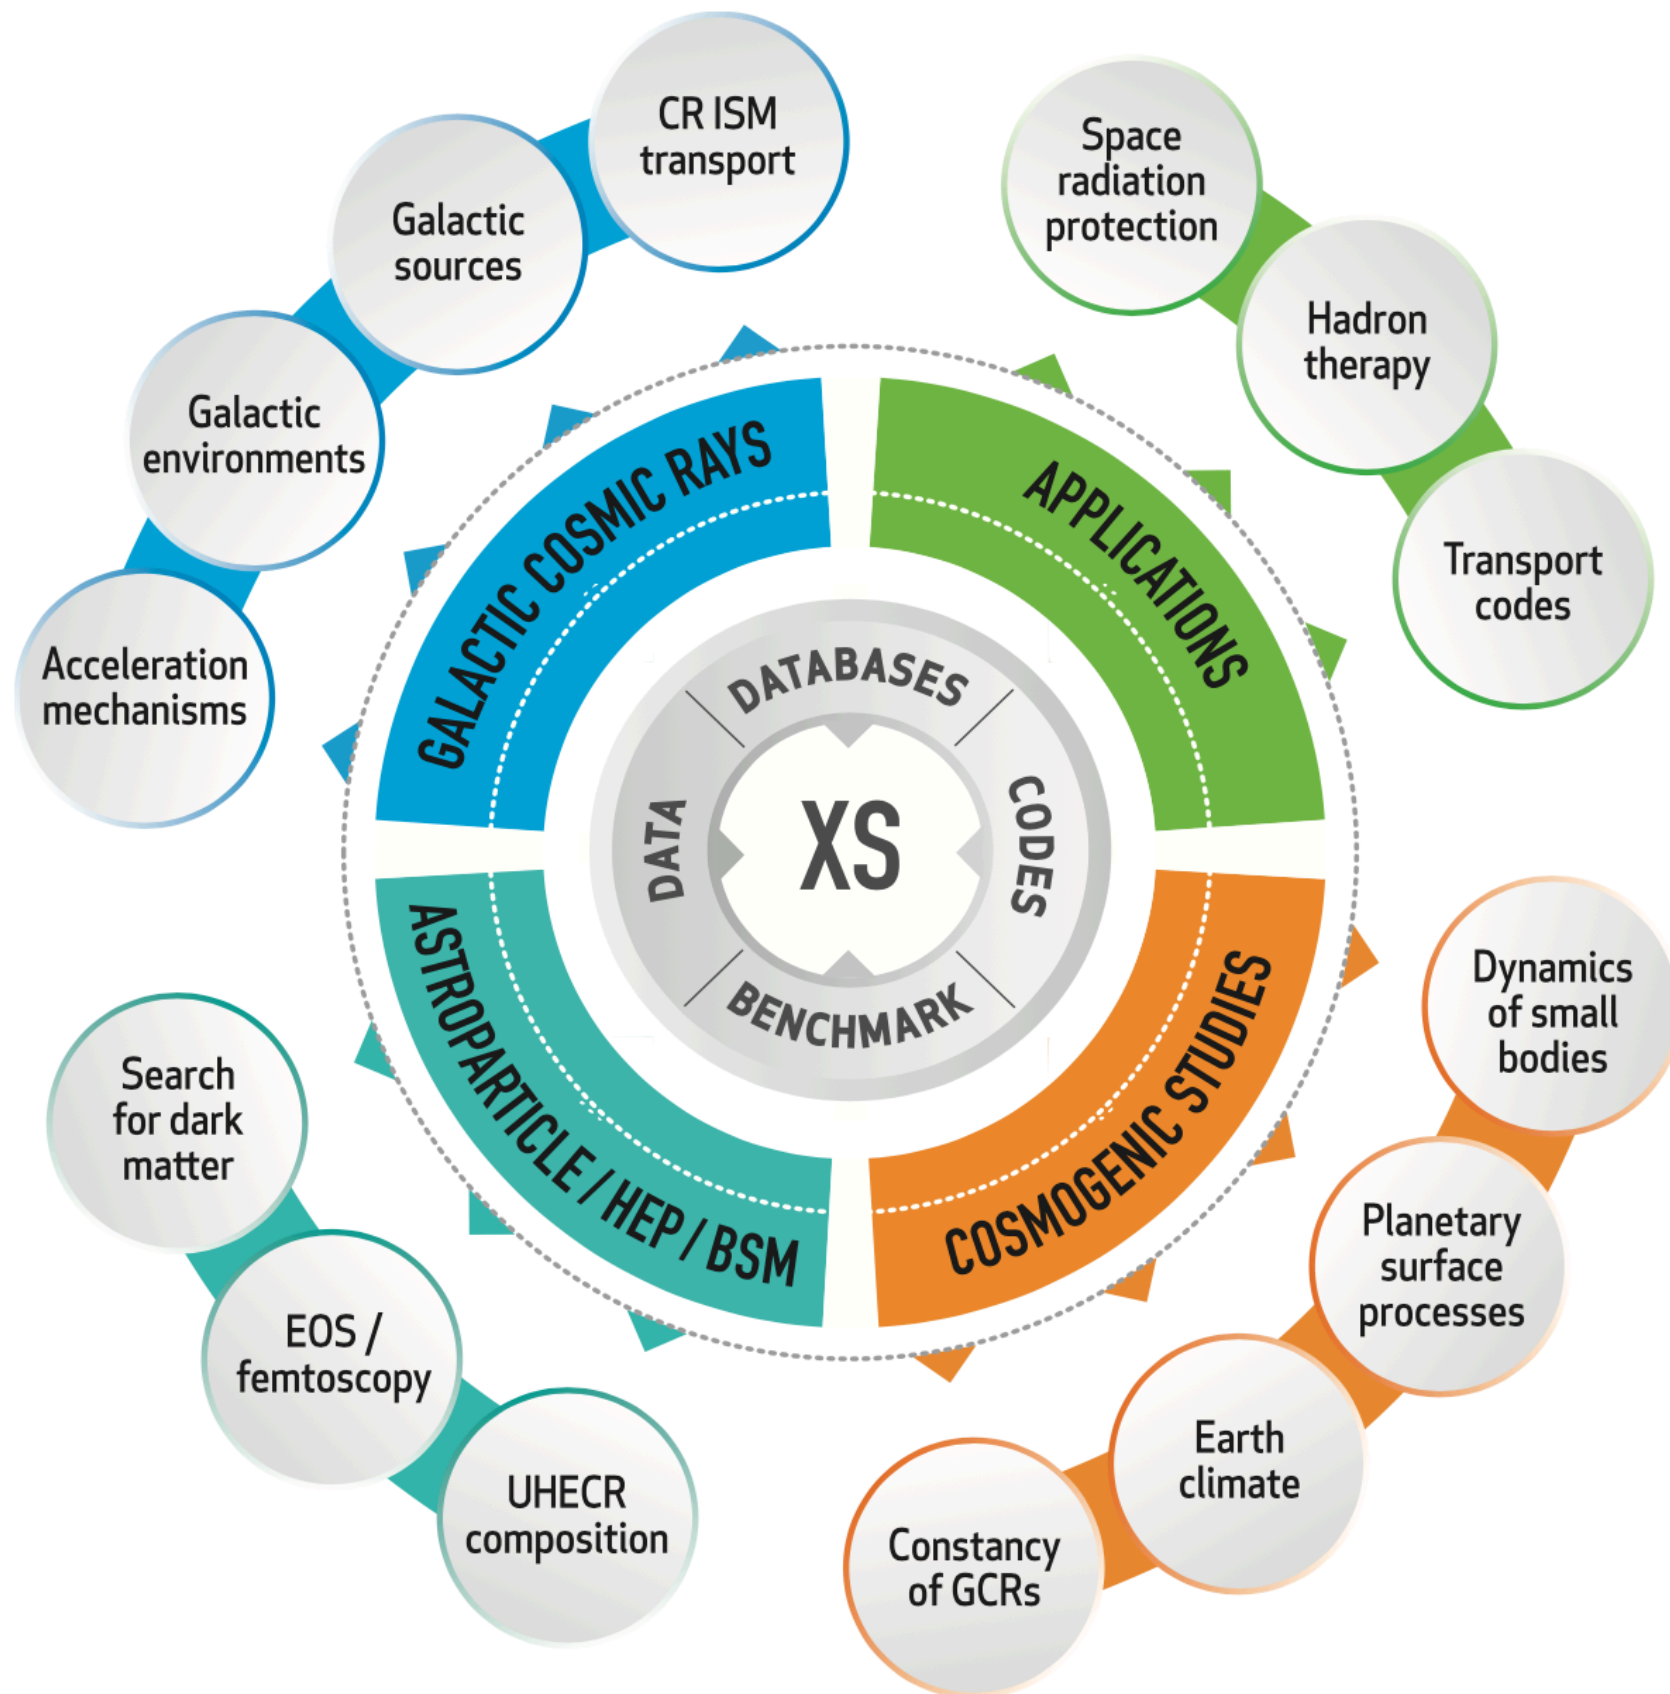 CR ISM
transport
Galactic
sources
Galactic
environments
Acceleration
mechanisms
Space
radiation
protection
Hadron
therapy
Transport
codes
GALACTIC COSMIC RAYS
APPLICATIONS
DATABASES
DATA
XS
CODES
BENCHMARK
ASTROPARTICLE / HEP / BSM
COSMOGENIC STUDIES
Search
for dark
matter
EOS /
femtoscopy
UHECR
composition
Dynamics
of small
bodies
Planetary
surface
processes
Earth
climate
Constancy
of GCRs